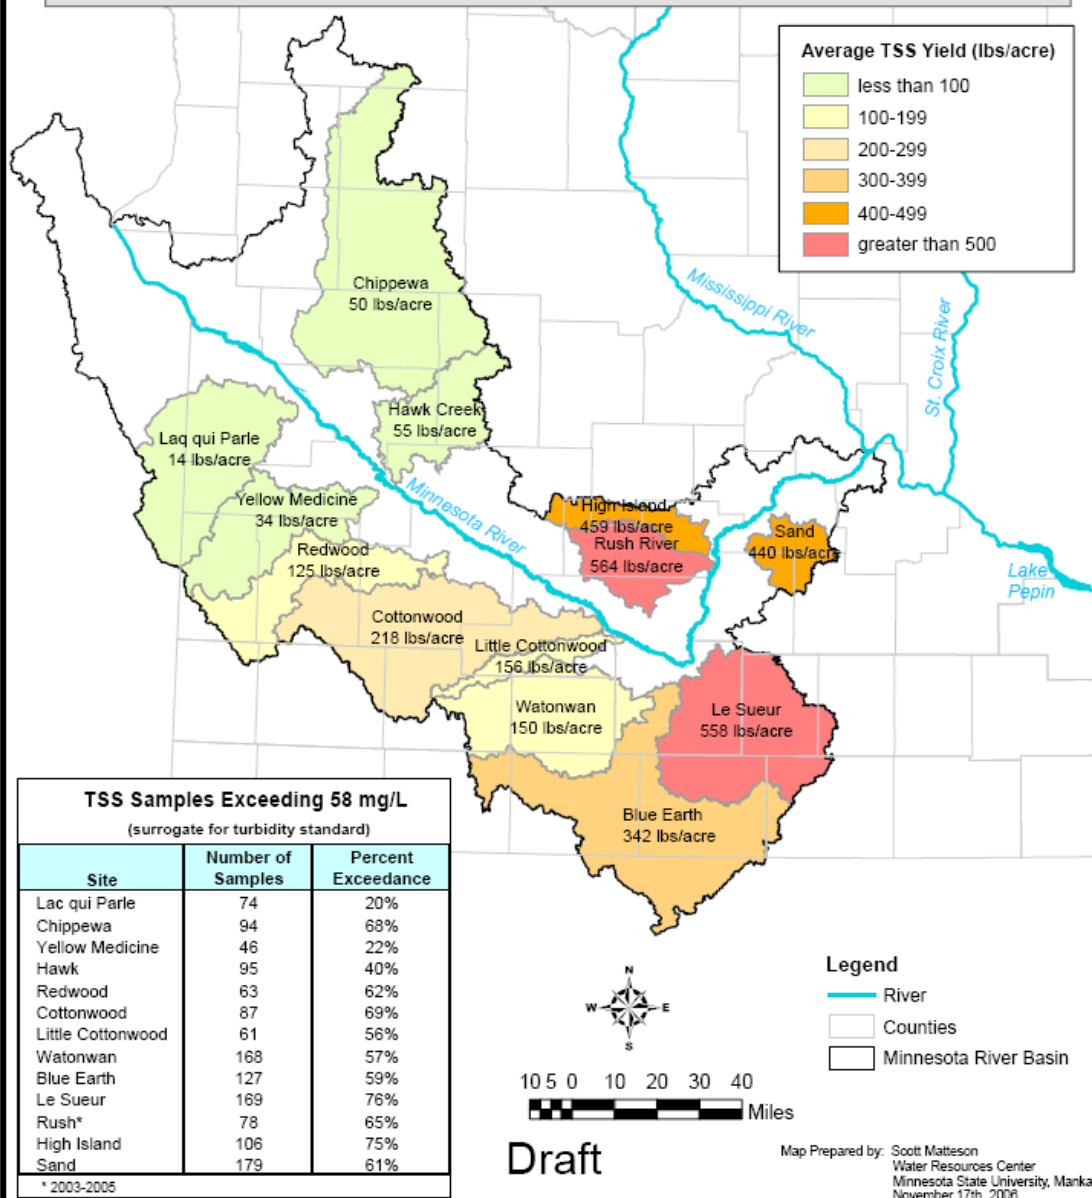 Average TSS Yield (lbs/acre)
less than 100
100-199
200-299
300-399
400-499
greater than 500
Mississippi River
St. Croix River
Chippewa
50 lbs/acre
Hawk Creek
55 lbs/acre
Laq qui Parle
14 lbs/acre
Minnesota River
Yellow Medicine
34 lbs/acre
High Island
459 lbs/acre
Rush River
564 lbs/acre
Sand
440 lbs/acre
Lake
Pepin
Redwood
125 lbs/acre
Cottonwood
218 lbs/acre
Little Cottonwood
156 lbs/acre
Watonwan
150 lbs/acre
Le Sueur
558 lbs/acre
Blue Earth
342 lbs/acre
TSS Samples Exceeding 58 mg/L
(surrogate for turbidity standard)
Site Number of Samples Percent Exceedance
Lac qui Parle 74 20%
Chippewa 94 68%
Yellow Medicine 46 22%
Hawk 95 40%
Redwood 63 62%
Cottonwood 87 69%
Little Cottonwood 61 56%
Watonwan 168 57%
Blue Earth 127 59%
Le Sueur 169 76%
Rush* 78 65%
High Island 106 75%
Sand 179 61%
* 2003-2005
N
W E
S
10 5 0 10 20 30 40
Miles
Draft
Legend
River
Counties
Minnesota River Basin
Map Prepared by: Scott Matteson
Water Resources Center
Minnesota State University, Manka
November 17th, 2006